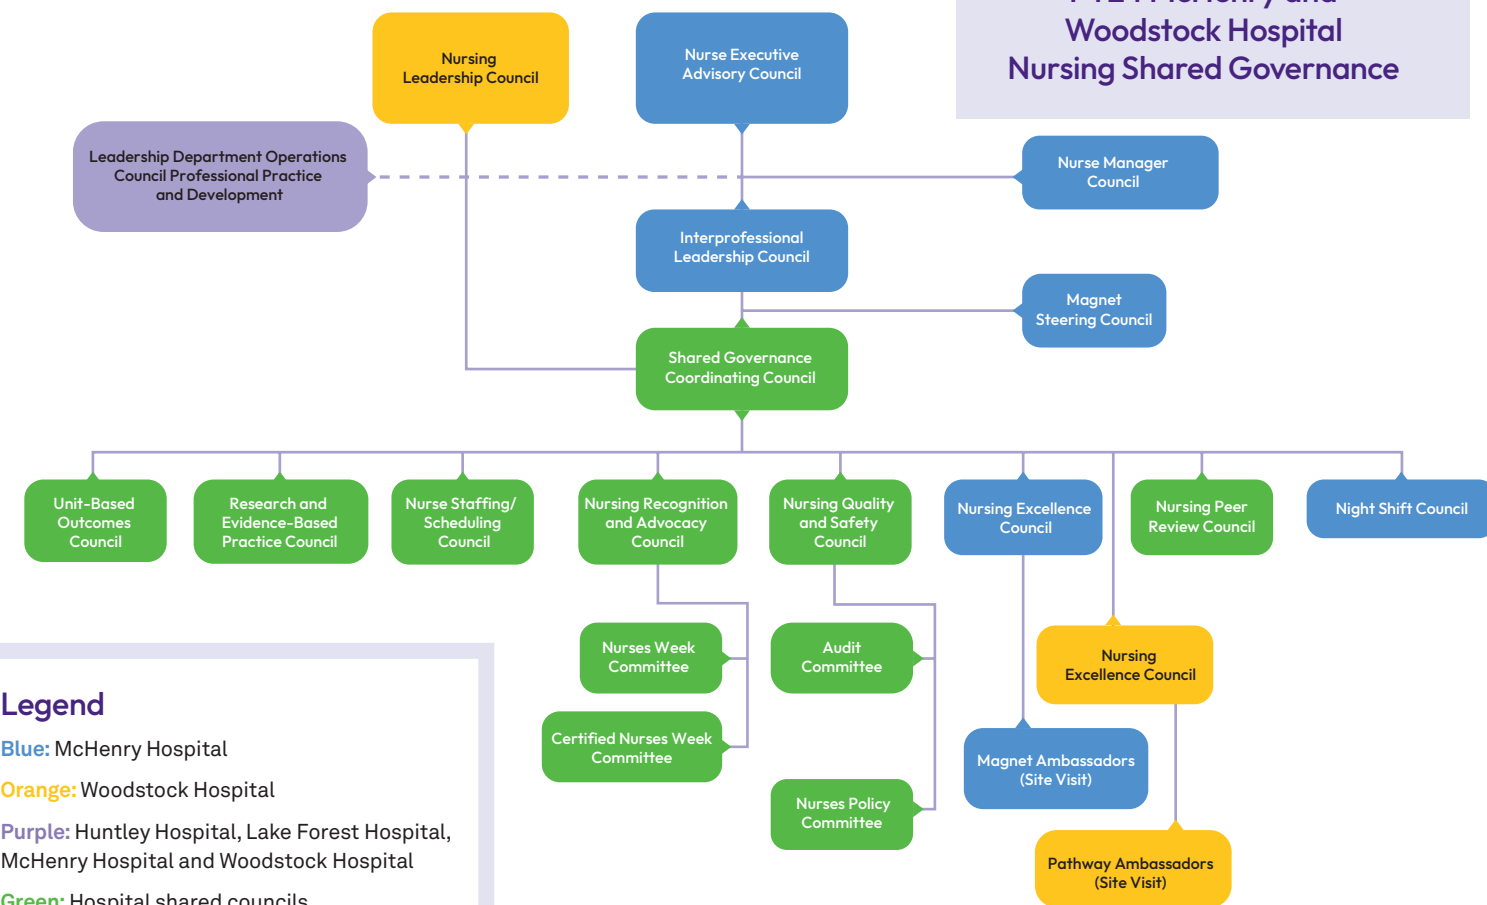 McHenry and
Woodstock Hospital
Nursing Shared Governance
Nursing
Leadership Council
Nurse Executive
Advisory Council
Leadership Department Operations
Council Professional Practice
and Development
Nurse Manager
Council
Interprofessional
Leadership Council
Magnet
Steering Council
Shared Governance
Coordinating Council
Unit-Based
Outcomes
Council
Research and
Evidence-Based
Practice Council
Nurse Staffing/
Scheduling
Council
Nursing Recognition
and Advocacy
Council
Nursing Quality
and Safety
Council
Nursing Excellence
Council
Nursing Peer
Review Council
Night Shift Council
Nurses Week
Committee
Audit
Committee
Nursing
Excellence Council
Certified Nurses Week
Committee
Magnet Ambassadors
(Site Visit)
Nurses Policy
Committee
Pathway Ambassadors
(Site Visit)
Legend
Blue: McHenry Hospital
Orange: Woodstock Hospital
Purple: Huntley Hospital, Lake Forest Hospital,
McHenry Hospital and Woodstock Hospital
Green: Hospital shared councils